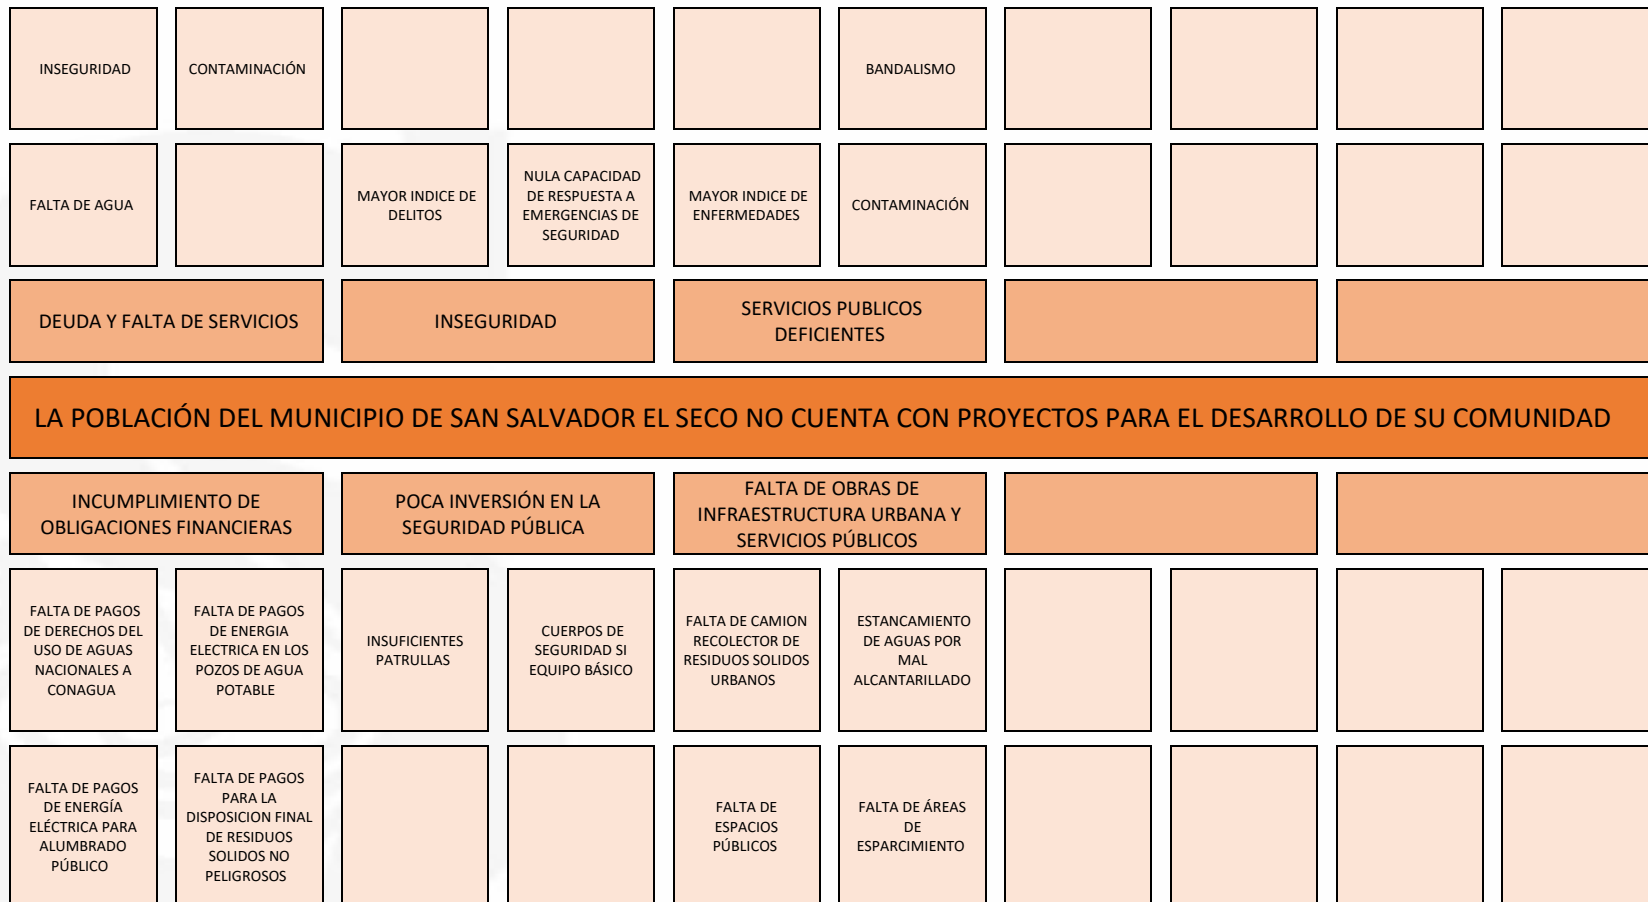 INSEGURIDAD
CONTAMINACIÓN
BANDALISMO
FALTA DE AGUA
MAYOR INDICE DE
DELITOS
NULA CAPACIDAD
DE RESPUESTA A
EMERGENCIAS DE
SEGURIDAD
MAYOR INDICE DE
ENFERMEDADES
CONTAMINACIÓN
DEUDA Y FALTA DE SERVICIOS
INSEGURIDAD
SERVICIOS PUBLICOS
DEFICIENTES
LA POBLACIÓN DEL MUNICIPIO DE SAN SALVADOR EL SECO NO CUENTA CON PROYECTOS PARA EL DESARROLLO DE SU COMUNIDAD
INCUMPLIMIENTO DE
OBLIGACIONES FINANCIERAS
POCA INVERSIÓN EN LA
SEGURIDAD PÚBLICA
FALTA DE OBRAS DE
INFRAESTRUCTURA URBANA Y
SERVICIOS PÚBLICOS
FALTA DE PAGOS
DE DERECHOS DEL
USO DE AGUAS
NACIONALES A
CONAGUA
FALTA DE PAGOS
DE ENERGIA
ELECTRICA EN LOS
POZOS DE AGUA
POTABLE
INSUFICIENTES
PATRULLAS
CUERPOS DE
SEGURIDAD SI
EQUIPO BÁSICO
FALTA DE CAMION
RECOLECTOR DE
RESIDUOS SOLIDOS
URBANOS
ESTANCAMIENTO
DE AGUAS POR
MAL
ALCANTARILLADO
FALTA DE PAGOS
DE ENERGÍA
ELÉCTRICA PARA
ALUMBRADO
PÚBLICO
FALTA DE PAGOS
PARA LA
DISPOSICION FINAL
DE RESIDUOS
SOLIDOS NO
PELIGROSOS
FALTA DE
ESPACIOS
PÚBLICOS
FALTA DE ÁREAS
DE
ESPARCIMIENTO